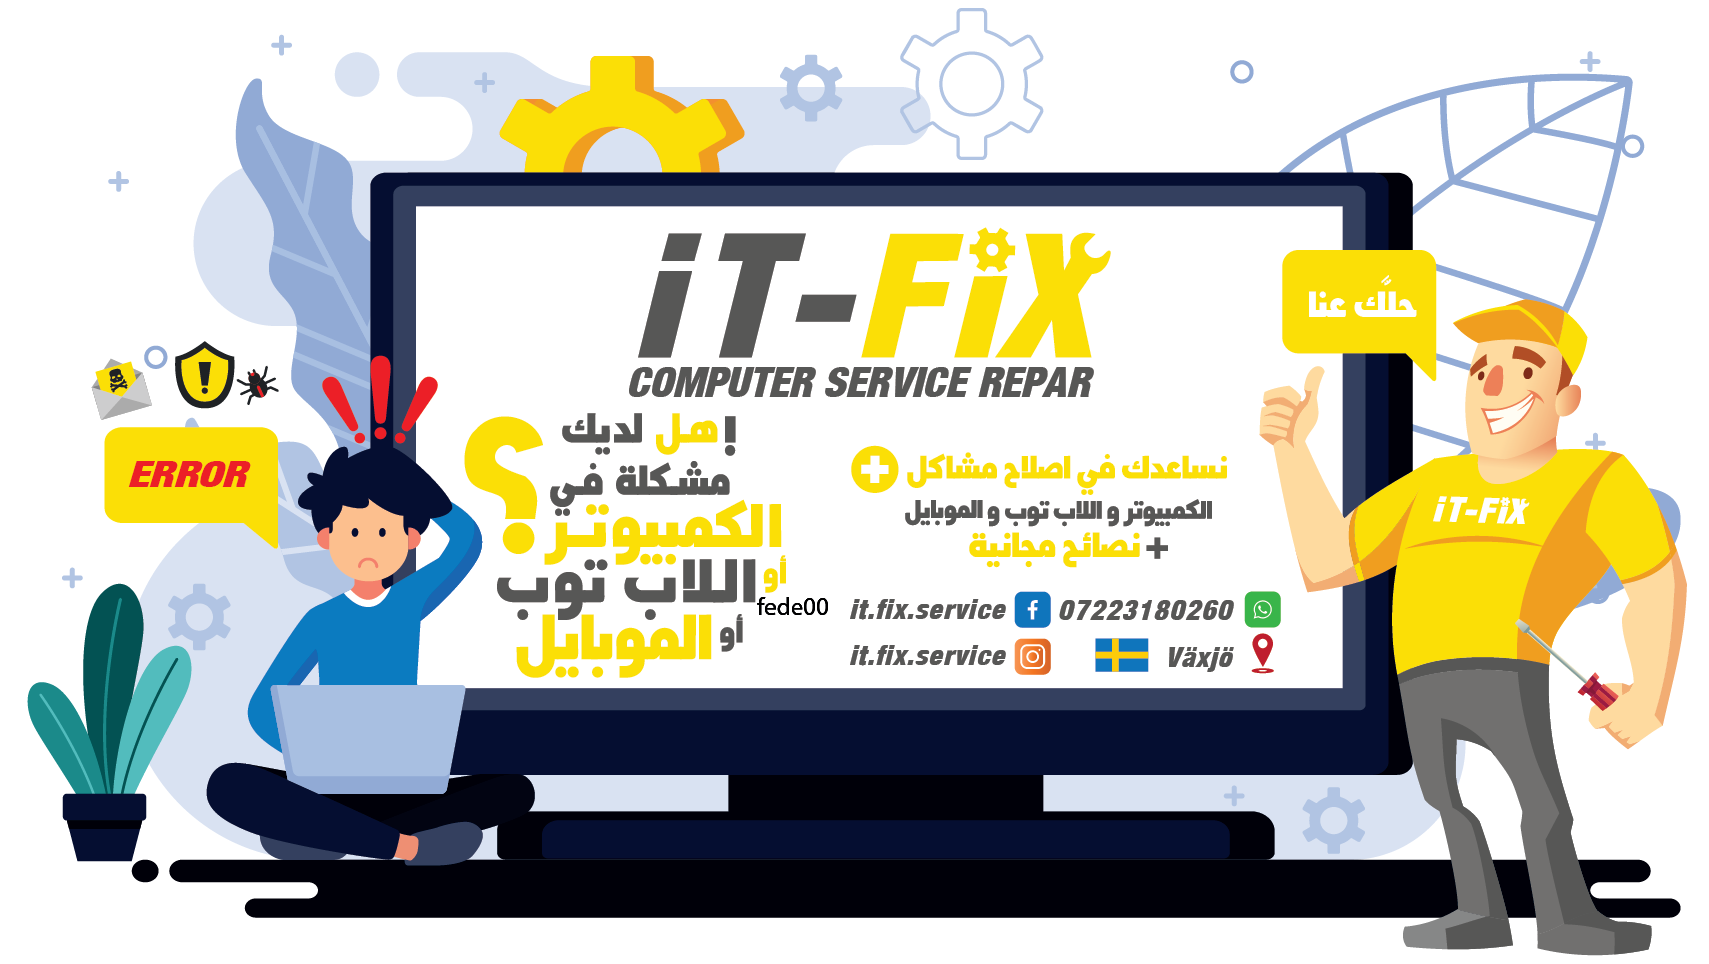 iT-FiX
COMPUTER SERVICE REPAR
حلّك عنا
iT-FiX
ERROR
هل لديك!
مشكلة في
الكمبيوتر؟
أو
اللاب توب
fede00
أو
الموبايل
نساعدك في اصلاح مشاكل
الكمبيوتر و اللاب توب و الموبايل
+ نصائح مجانية
it.fix.service 07223180260
it.fix.service Växjö